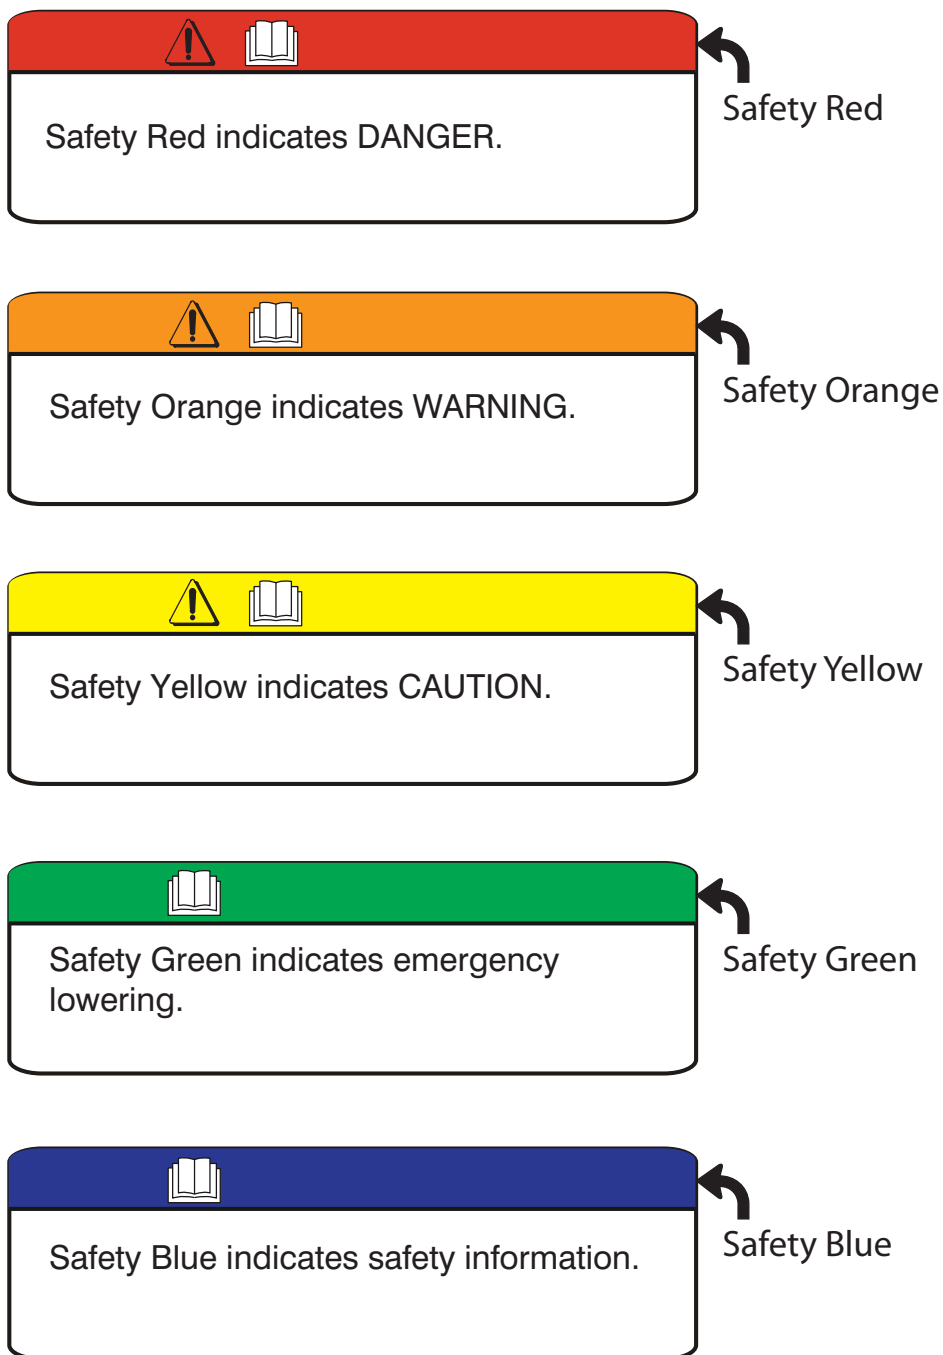 Safety Red
Safety Red indicates DANGER.
Safety Orange
Safety Orange indicates WARNING.
Safety Yellow
Safety Yellow indicates CAUTION.
Safety Green
Safety Green indicates emergency
lowering.
Safety Blue
Safety Blue indicates safety information.